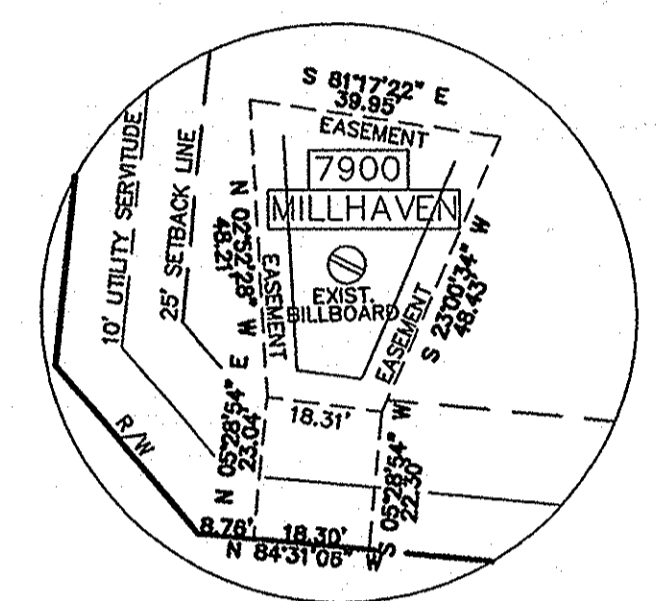 S 81°17'22" E
39.95'
EASEMENT
7900
MILLHAVEN
10' UTILITY SERVITUDE
25' SETBACK LINE
N 02°52'28" W
48.21'
EASEMENT
EXIST.
BILLBOARD
EASEMENT
S 23°00'34" W
48.43'
R/W
N 05°28'54" E
23.04'
18.31'
S 05°28'54" W
22.30'
8.78'
18.30'
N 84°31'06" W